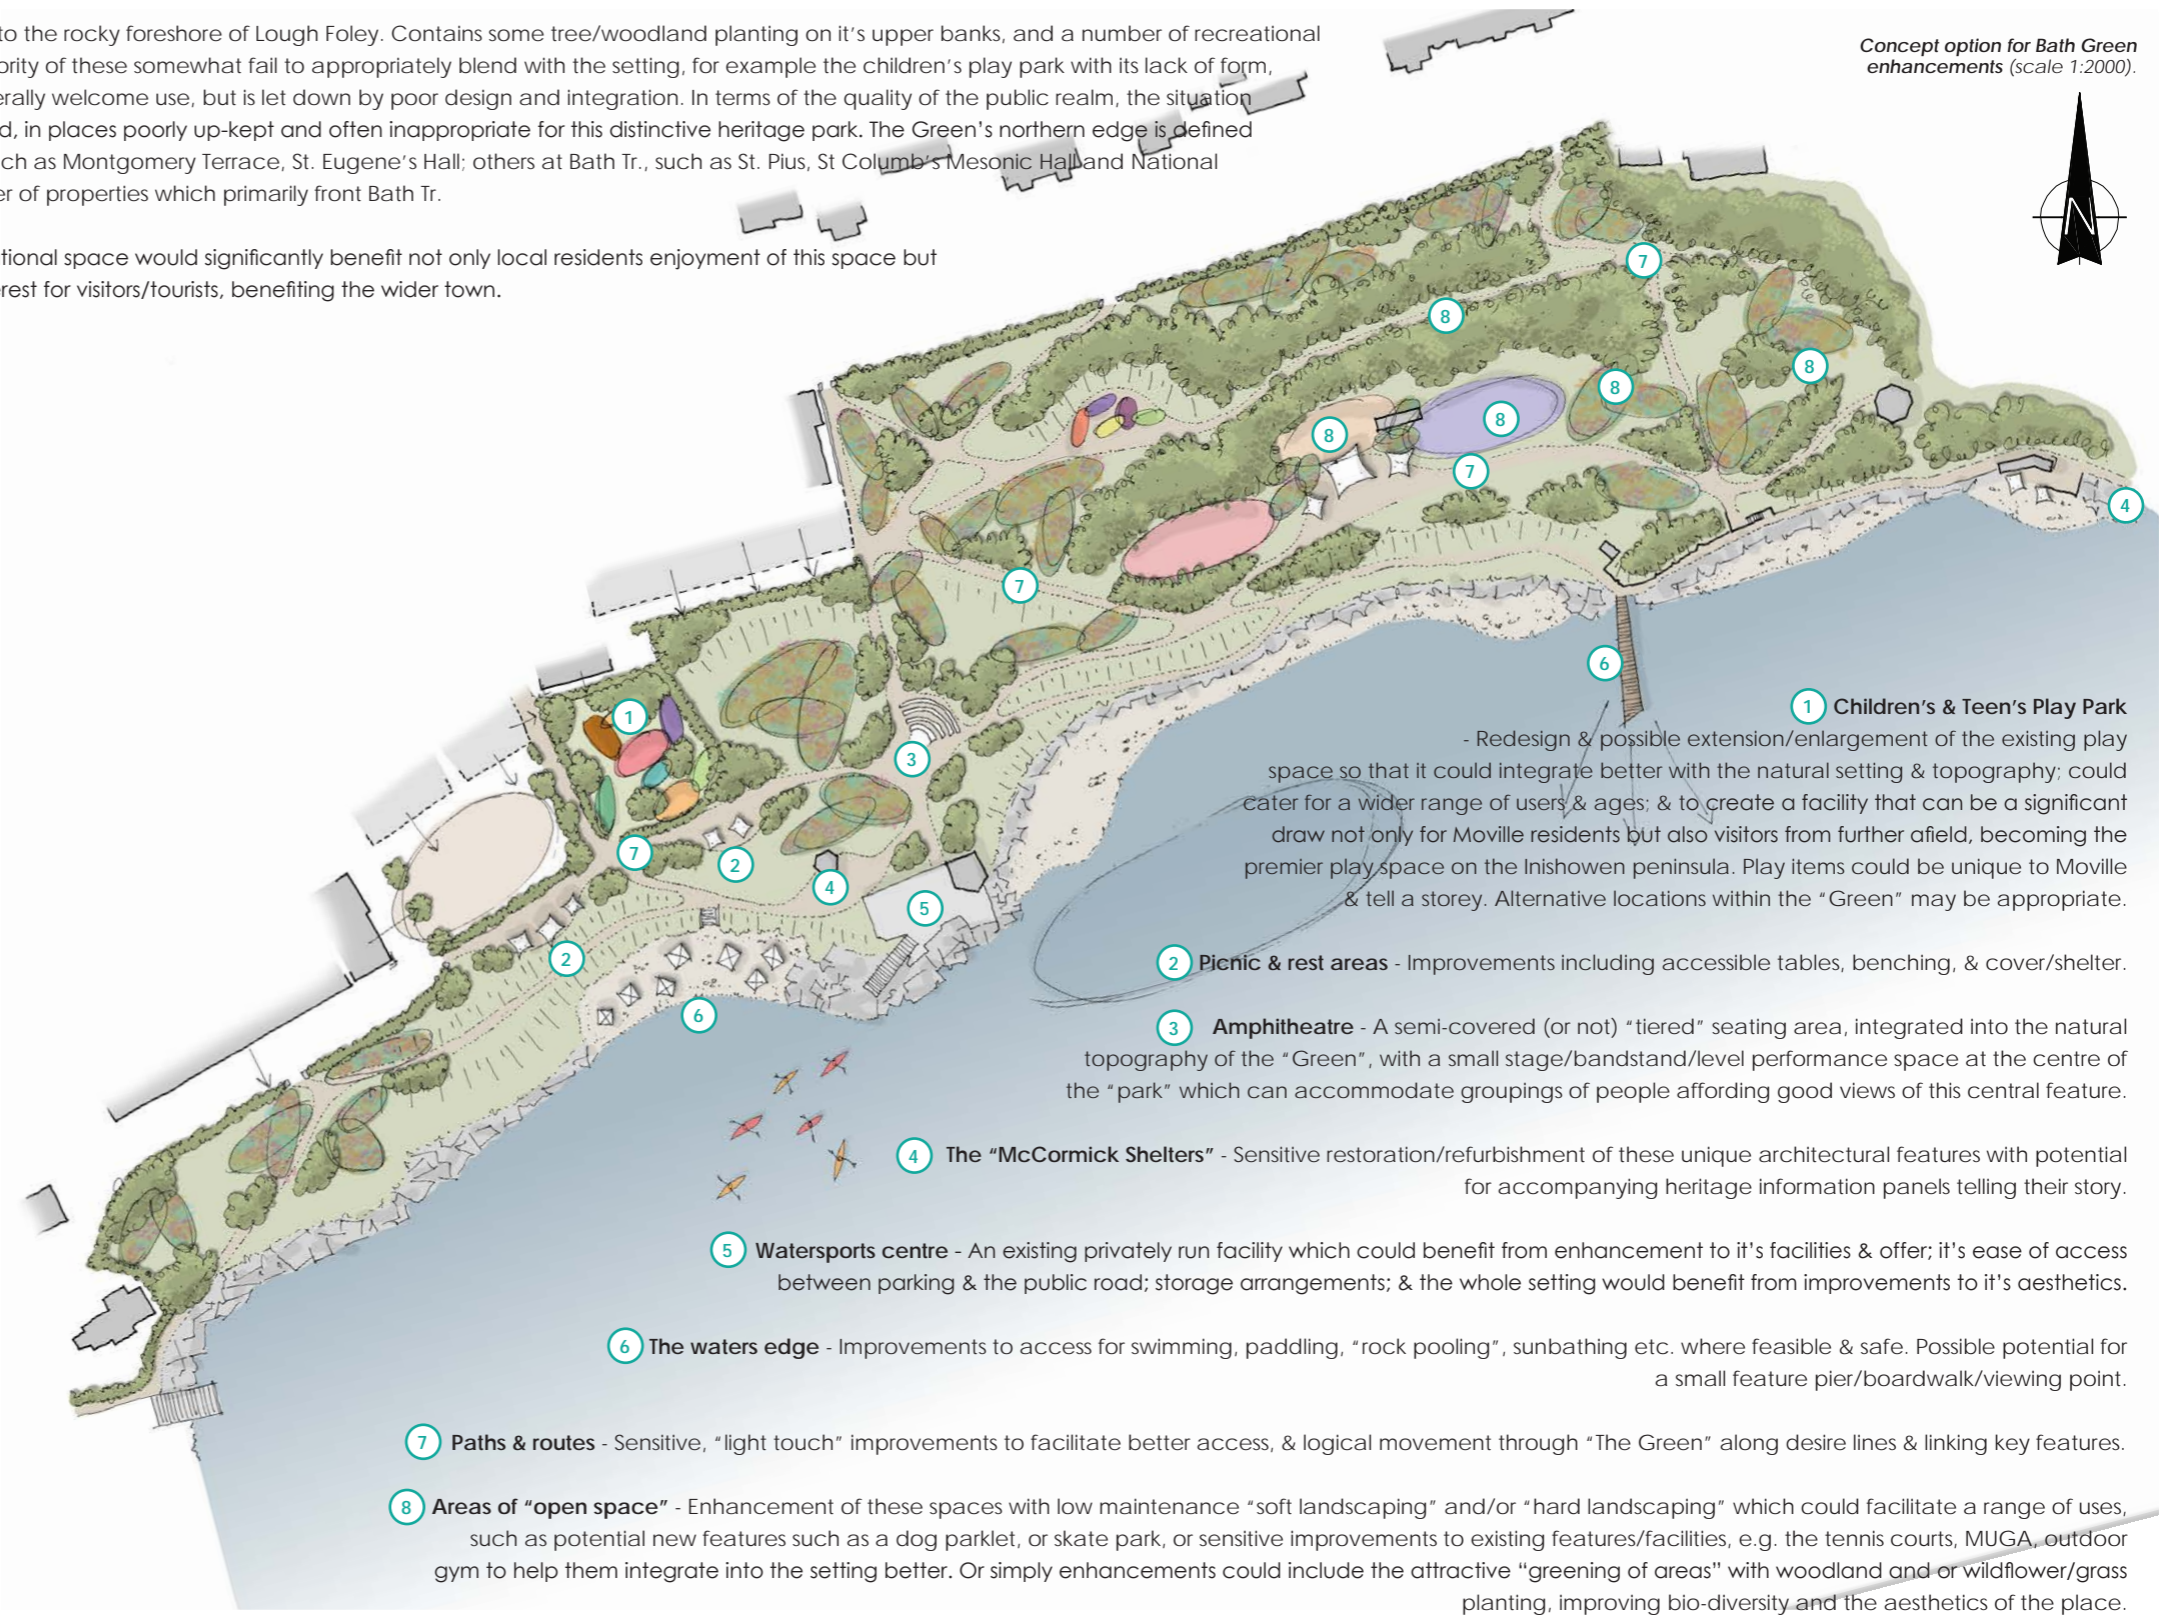 to the rocky foreshore of Lough Foley. Contains some tree/woodland planting on it's upper banks, and a number of recreational
ority of these somewhat fail to appropriately blend with the setting, for example the children's play park with its lack of form,
erally welcome use, but is let down by poor design and integration. In terms of the quality of the public realm, the situation
d, in places poorly up-kept and often inappropriate for this distinctive heritage park. The Green's northern edge is defined
ch as Montgomery Terrace, St. Eugene's Hall; others at Bath Tr., such as St. Pius, St Columb's Mesonic Hall and National
er of properties which primarily front Bath Tr.
tional space would significantly benefit not only local residents enjoyment of this space but
erest for visitors/tourists, benefiting the wider town.
Concept option for Bath Green
enhancements (scale 1:2000).
N
7
8
8
8
8
8
7
4
7
6
1
3
7
2
4
5
2
6
1 Children's & Teen's Play Park
- Redesign & possible extension/enlargement of the existing play
space so that it could integrate better with the natural setting & topography; could
cater for a wider range of users & ages; & to create a facility that can be a significant
draw not only for Moville residents but also visitors from further afield, becoming the
premier play space on the Inishowen peninsula. Play items could be unique to Moville
& tell a storey. Alternative locations within the "Green" may be appropriate.
2 Picnic & rest areas - Improvements including accessible tables, benching, & cover/shelter.
3 Amphitheatre - A semi-covered (or not) "tiered" seating area, integrated into the natural
topography of the "Green", with a small stage/bandstand/level performance space at the centre of
the "park" which can accommodate groupings of people affording good views of this central feature.
4 The "McCormick Shelters" - Sensitive restoration/refurbishment of these unique architectural features with potential
for accompanying heritage information panels telling their story.
5 Watersports centre - An existing privately run facility which could benefit from enhancement to it's facilities & offer; it's ease of access
between parking & the public road; storage arrangements; & the whole setting would benefit from improvements to it's aesthetics.
6 The waters edge - Improvements to access for swimming, paddling, "rock pooling", sunbathing etc. where feasible & safe. Possible potential for
a small feature pier/boardwalk/viewing point.
7 Paths & routes - Sensitive, "light touch" improvements to facilitate better access, & logical movement through "The Green" along desire lines & linking key features.
8 Areas of "open space" - Enhancement of these spaces with low maintenance "soft landscaping" and/or "hard landscaping" which could facilitate a range of uses,
such as potential new features such as a dog parklet, or skate park, or sensitive improvements to existing features/facilities, e.g. the tennis courts, MUGA, outdoor
gym to help them integrate into the setting better. Or simply enhancements could include the attractive "greening of areas" with woodland and or wildflower/grass
planting, improving bio-diversity and the aesthetics of the place.